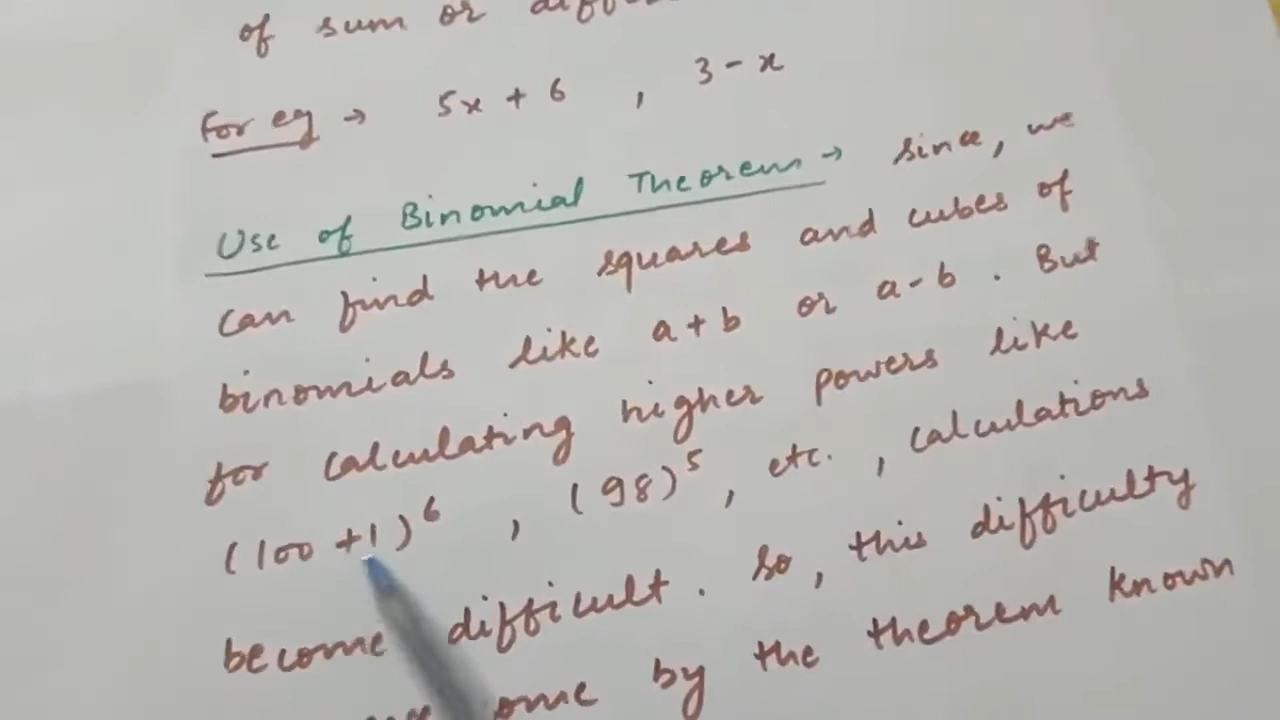 of sum or
For eg → 5x + 6 , 3 - x
Use of Binomial Theorem → since, we
can find the squares and cubes of
binomials like a + b or a - b . But
for calculating higher powers like
(100 +1)⁶ , (98)⁵ , etc. , calculations
become difficult . So , this difficulty
by the theorem known